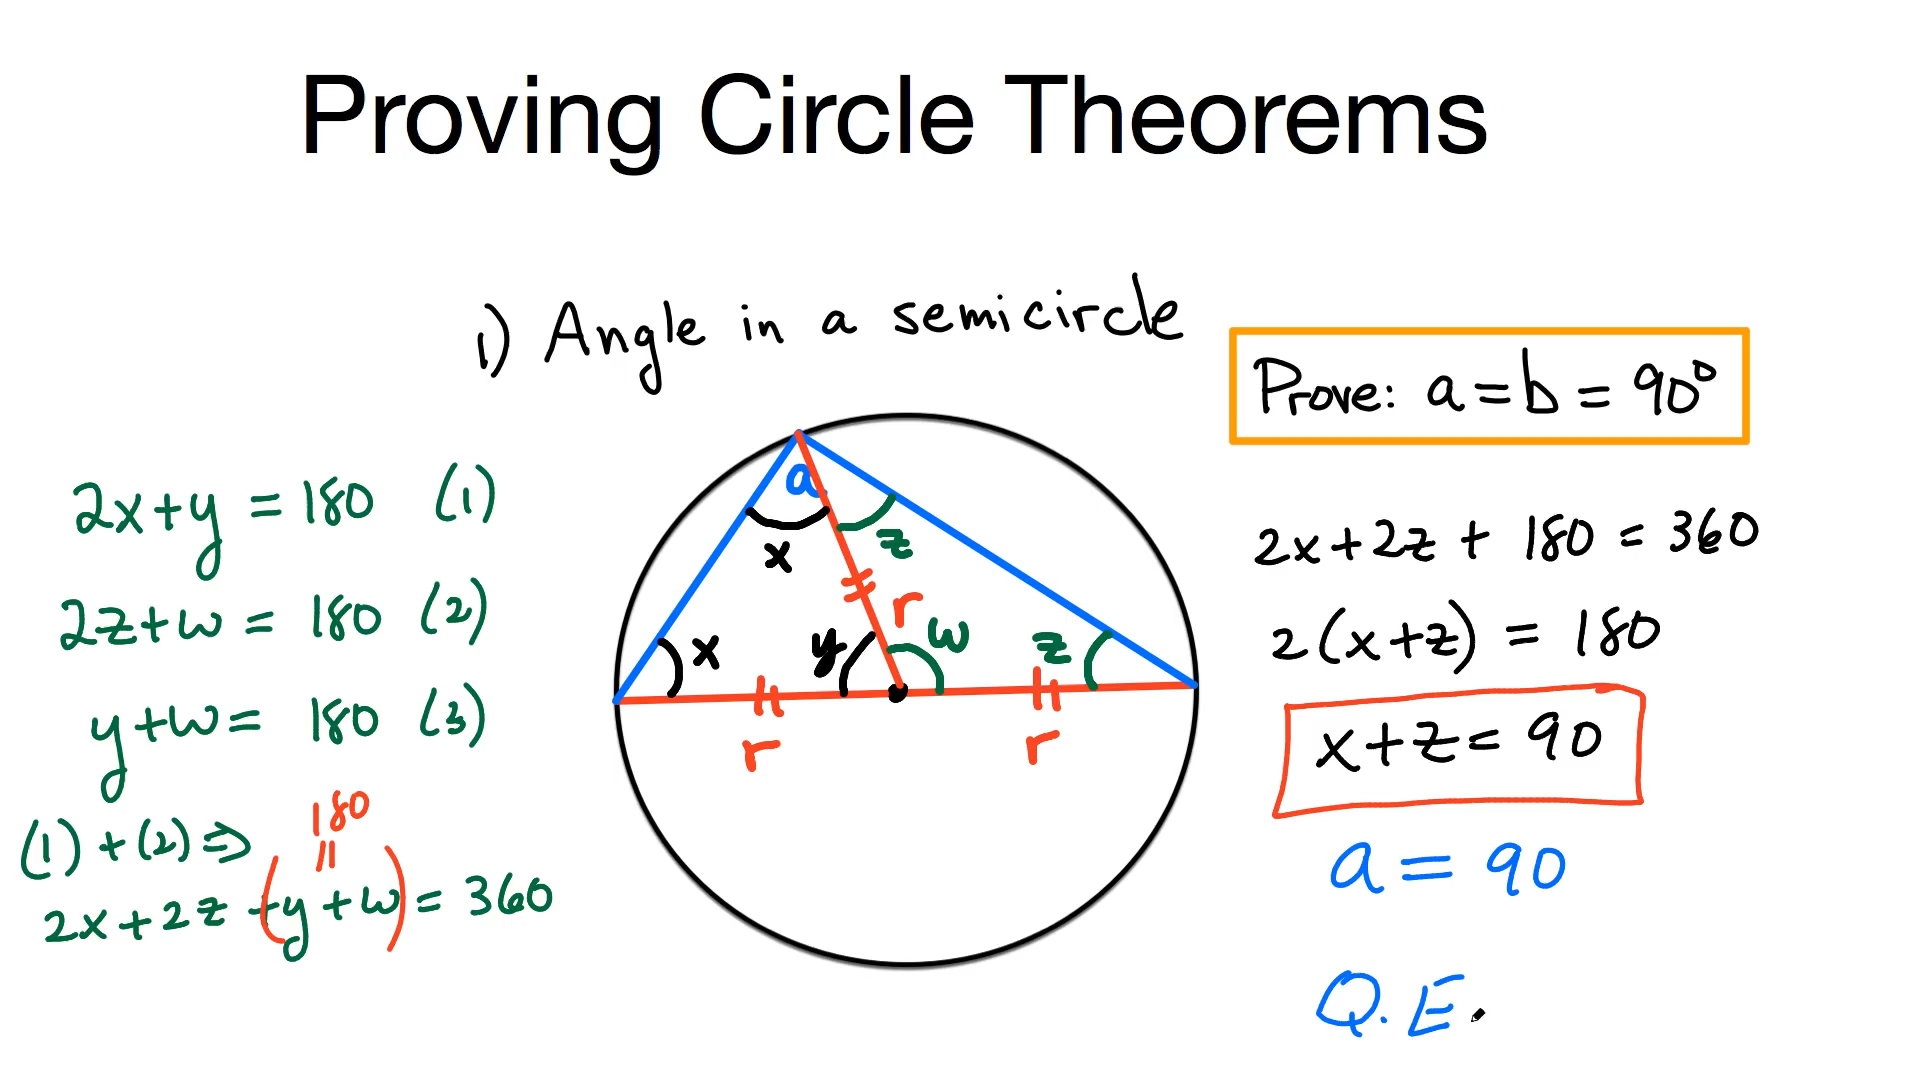 Proving Circle Theorems
1) Angle in a semicircle
Prove: a = b = 90°
2x+y = 180 (1)
2z+w = 180 (2)
y+w = 180 (3)
180
(1) + (2) ⇒
=
2x+2z+(y+w) = 360
a
z
x
r
x
y
w
z
r
r
2x+2z + 180 = 360
2(x+z) = 180
x+z = 90
a = 90
Q.E.